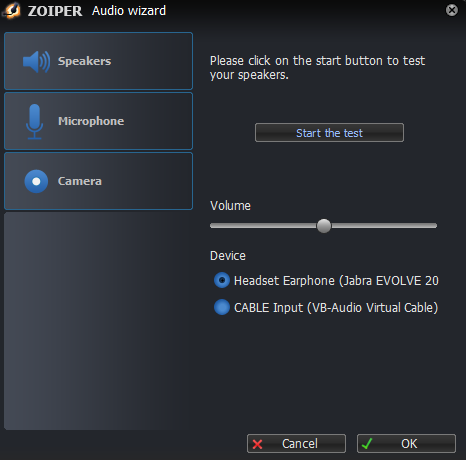 ZOIPER Audio wizard
Speakers
Microphone
Camera
Please click on the start button to test
your speakers.
Start the test
Volume
Device
Headset Earphone (Jabra EVOLVE 20
CABLE Input (VB-Audio Virtual Cable)
Cancel
OK